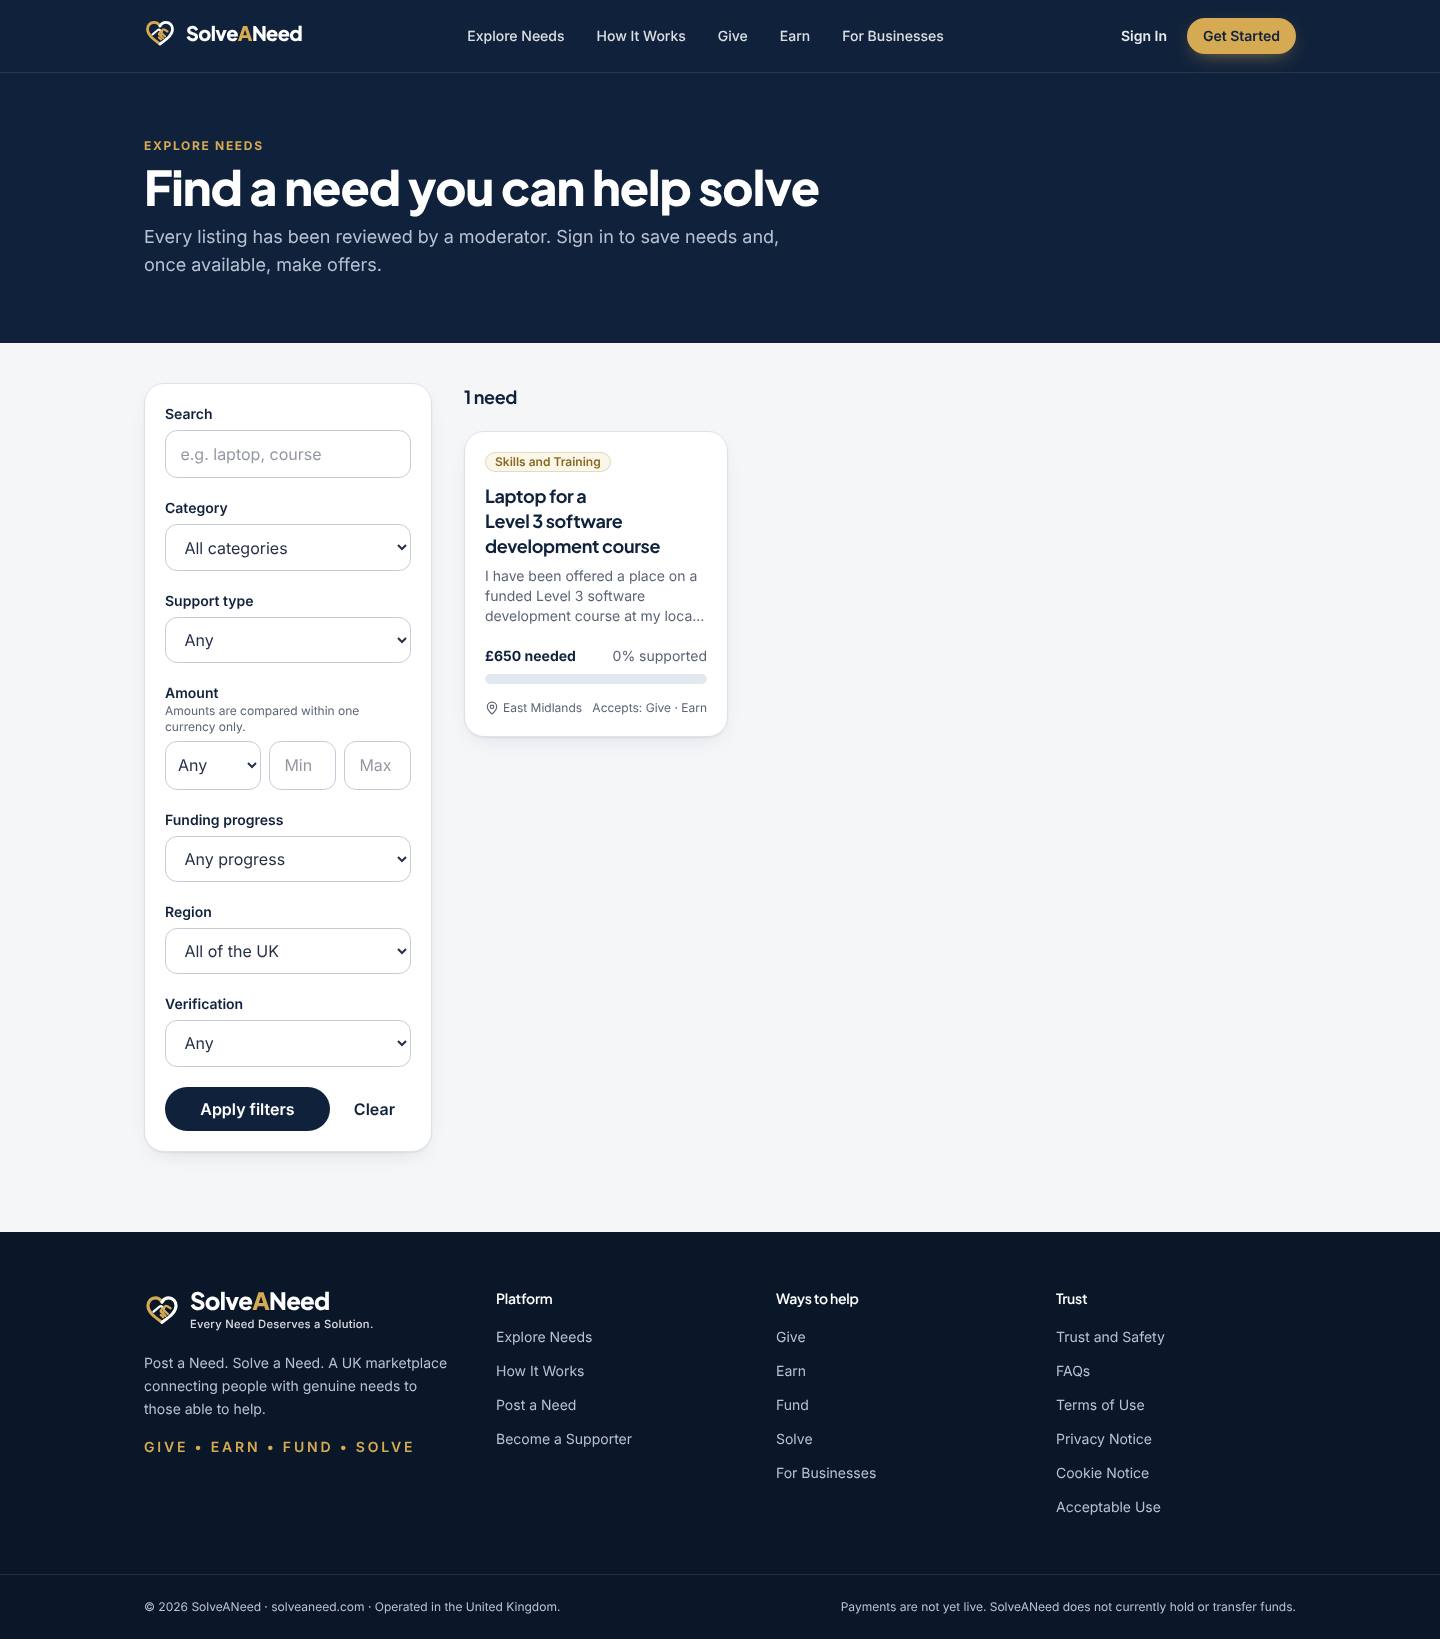 SolveANeed
Explore Needs
How It Works
Give
Earn
For Businesses
Sign In
Get Started
EXPLORE NEEDS
Find a need you can help solve
Every listing has been reviewed by a moderator. Sign in to save needs and,
once available, make offers.
Search
e.g. laptop, course
Category
All categories
Support type
Any
Amount
Amounts are compared within one
currency only.
Any
Min
Max
Funding progress
Any progress
Region
All of the UK
Verification
Any
Apply filters
Clear
1 need
Skills and Training
Laptop for a
Level 3 software
development course
I have been offered a place on a
funded Level 3 software
development course at my loca...
£650 needed
0% supported
East Midlands
Accepts: Give · Earn
SolveANeed
Every Need Deserves a Solution.
Post a Need. Solve a Need. A UK marketplace
connecting people with genuine needs to
those able to help.
GIVE • EARN • FUND • SOLVE
Platform
Explore Needs
How It Works
Post a Need
Become a Supporter
Ways to help
Give
Earn
Fund
Solve
For Businesses
Trust
Trust and Safety
FAQs
Terms of Use
Privacy Notice
Cookie Notice
Acceptable Use
© 2026 SolveANeed · solveaneed.com · Operated in the United Kingdom.
Payments are not yet live. SolveANeed does not currently hold or transfer funds.